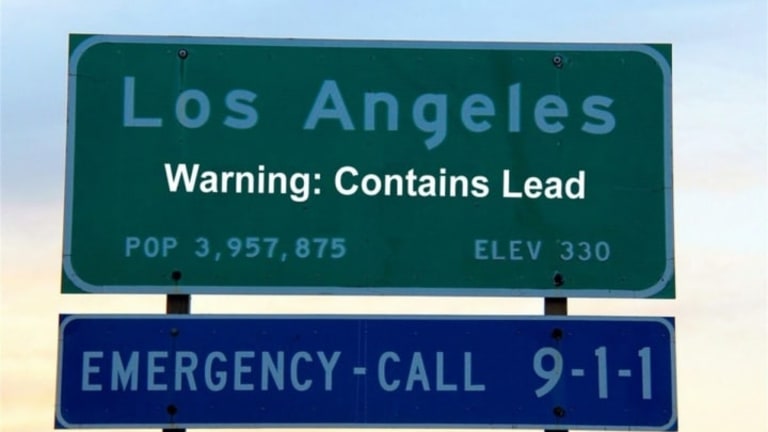 Los Angeles
Warning: Contains Lead
POP 3,957,875 ELEV 330
EMERGENCY - CALL 9-1-1